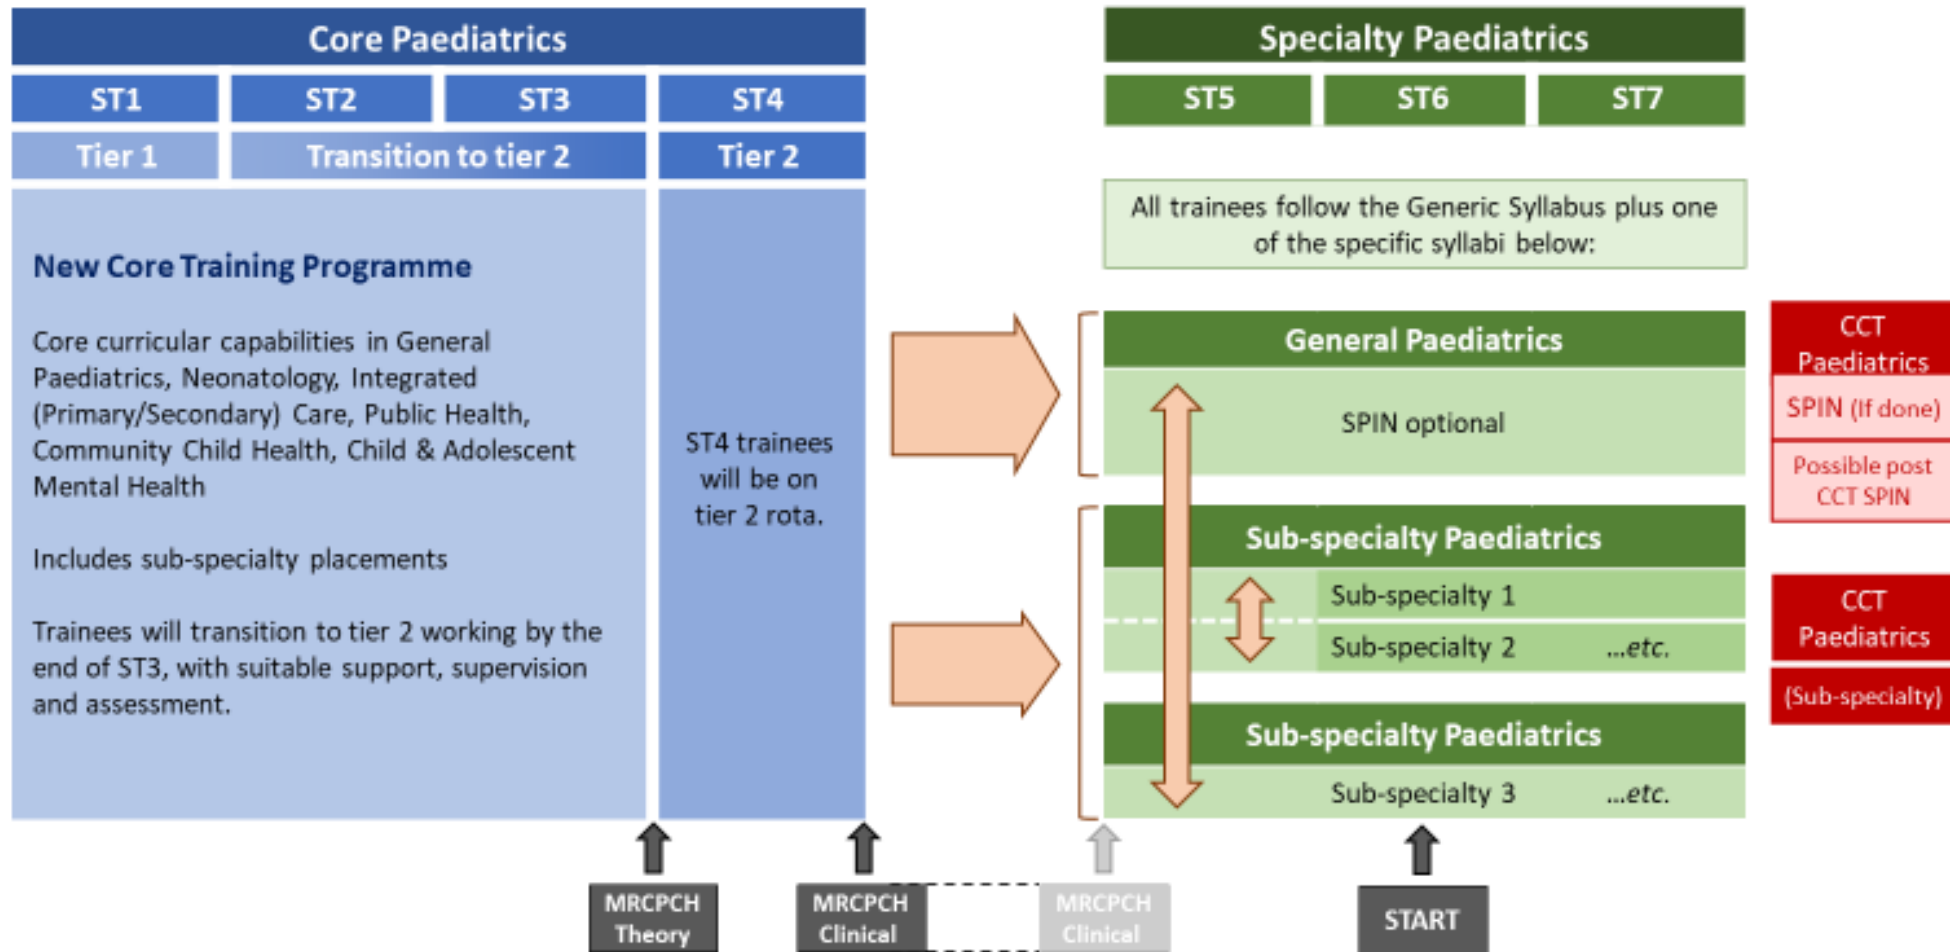 Core Paediatrics
ST1
ST2
ST3
ST4
Tier 1
Transition to tier 2
Tier 2
New Core Training Programme
Core curricular capabilities in General
Paediatrics, Neonatology, Integrated
(Primary/Secondary) Care, Public Health,
Community Child Health, Child & Adolescent
Mental Health
Includes sub-specialty placements
Trainees will transition to tier 2 working by the
end of ST3, with suitable support, supervision
and assessment.
ST4 trainees
will be on
tier 2 rota.
Specialty Paediatrics
ST5
ST6
ST7
All trainees follow the Generic Syllabus plus one
of the specific syllabi below:
General Paediatrics
SPIN optional
Sub-specialty Paediatrics
Sub-specialty 1
Sub-specialty 2 ...etc.
Sub-specialty Paediatrics
Sub-specialty 3 ...etc.
CCT
Paediatrics
SPIN (If done)
Possible post
CCT SPIN
CCT
Paediatrics
(Sub-specialty)
MRCPCH
Theory
MRCPCH
Clinical
MRCPCH
Clinical
START